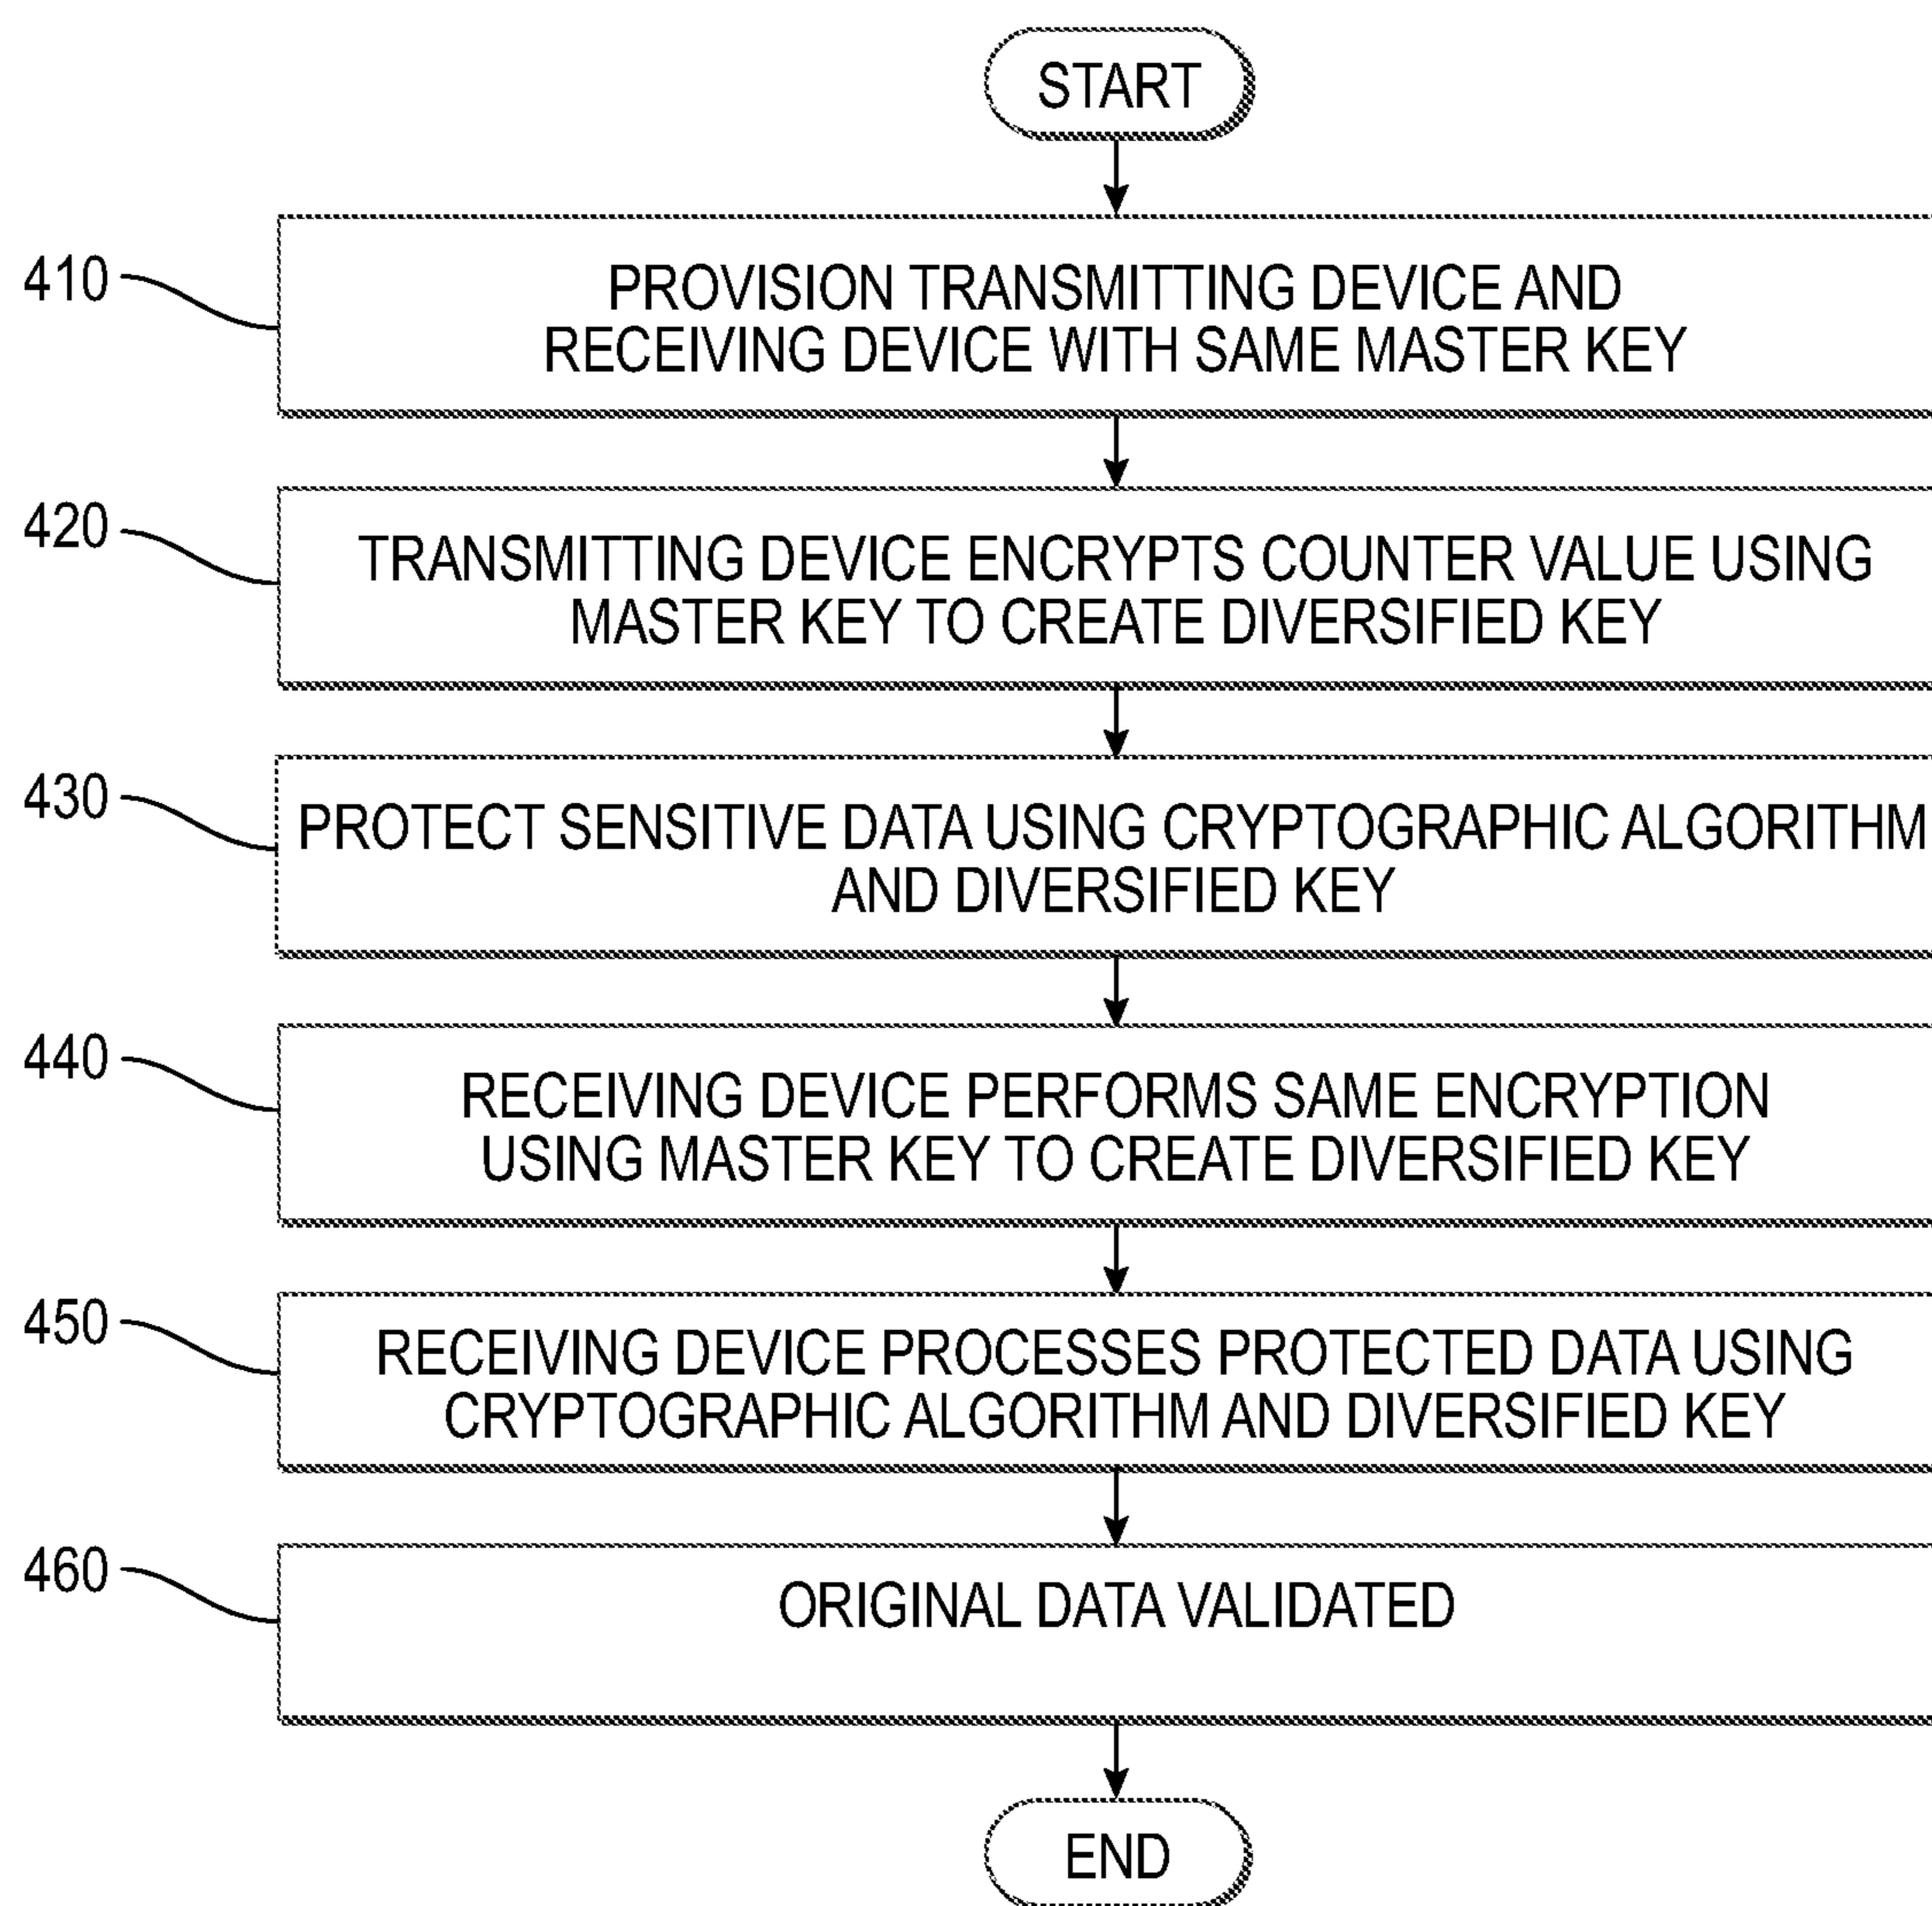 START
410
PROVISION TRANSMITTING DEVICE AND
RECEIVING DEVICE WITH SAME MASTER KEY
420
TRANSMITTING DEVICE ENCRYPTS COUNTER VALUE USING
MASTER KEY TO CREATE DIVERSIFIED KEY
430
PROTECT SENSITIVE DATA USING CRYPTOGRAPHIC ALGORITHM
AND DIVERSIFIED KEY
440
RECEIVING DEVICE PERFORMS SAME ENCRYPTION
USING MASTER KEY TO CREATE DIVERSIFIED KEY
450
RECEIVING DEVICE PROCESSES PROTECTED DATA USING
CRYPTOGRAPHIC ALGORITHM AND DIVERSIFIED KEY
460
ORIGINAL DATA VALIDATED
END